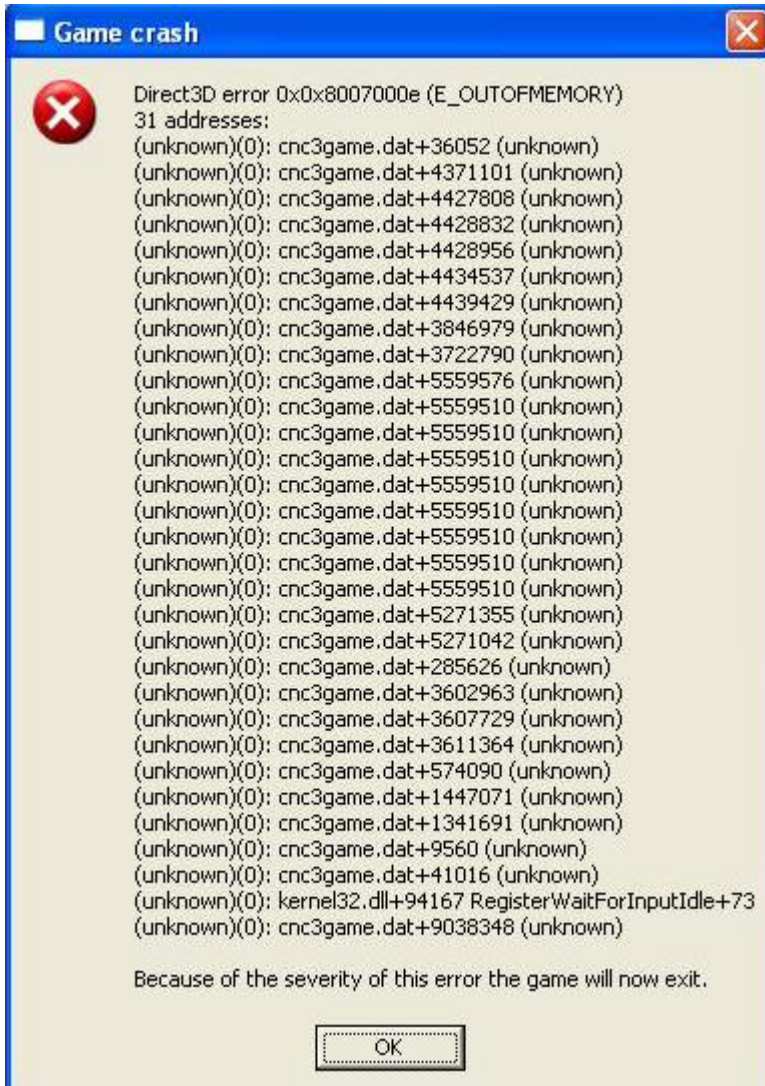 Game crash
Direct3D error 0x0x8007000e (E_OUTOFMEMORY)
31 addresses:
(unknown)(0): cnc3game.dat+36052 (unknown)
(unknown)(0): cnc3game.dat+4371101 (unknown)
(unknown)(0): cnc3game.dat+4427808 (unknown)
(unknown)(0): cnc3game.dat+4428832 (unknown)
(unknown)(0): cnc3game.dat+4428956 (unknown)
(unknown)(0): cnc3game.dat+4434537 (unknown)
(unknown)(0): cnc3game.dat+4439429 (unknown)
(unknown)(0): cnc3game.dat+3846979 (unknown)
(unknown)(0): cnc3game.dat+3722790 (unknown)
(unknown)(0): cnc3game.dat+5559576 (unknown)
(unknown)(0): cnc3game.dat+5559510 (unknown)
(unknown)(0): cnc3game.dat+5559510 (unknown)
(unknown)(0): cnc3game.dat+5559510 (unknown)
(unknown)(0): cnc3game.dat+5559510 (unknown)
(unknown)(0): cnc3game.dat+5559510 (unknown)
(unknown)(0): cnc3game.dat+5559510 (unknown)
(unknown)(0): cnc3game.dat+5559510 (unknown)
(unknown)(0): cnc3game.dat+5559510 (unknown)
(unknown)(0): cnc3game.dat+5271355 (unknown)
(unknown)(0): cnc3game.dat+5271042 (unknown)
(unknown)(0): cnc3game.dat+285626 (unknown)
(unknown)(0): cnc3game.dat+3602963 (unknown)
(unknown)(0): cnc3game.dat+3607729 (unknown)
(unknown)(0): cnc3game.dat+3611364 (unknown)
(unknown)(0): cnc3game.dat+574090 (unknown)
(unknown)(0): cnc3game.dat+1447071 (unknown)
(unknown)(0): cnc3game.dat+1341691 (unknown)
(unknown)(0): cnc3game.dat+9560 (unknown)
(unknown)(0): cnc3game.dat+41016 (unknown)
(unknown)(0): kernel32.dll+94167 RegisterWaitForInputIdle+73
(unknown)(0): cnc3game.dat+9038348 (unknown)
Because of the severity of this error the game will now exit.
OK